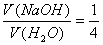 V(NaOH)/V(H₂O) = 1/4